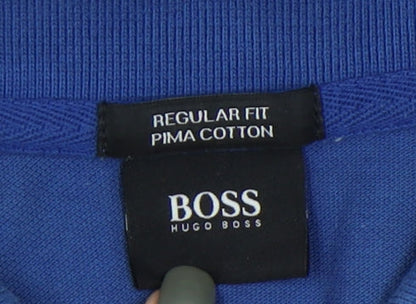 REGULAR FIT
PIMA COTTON
BOSS
HUGO BOSS